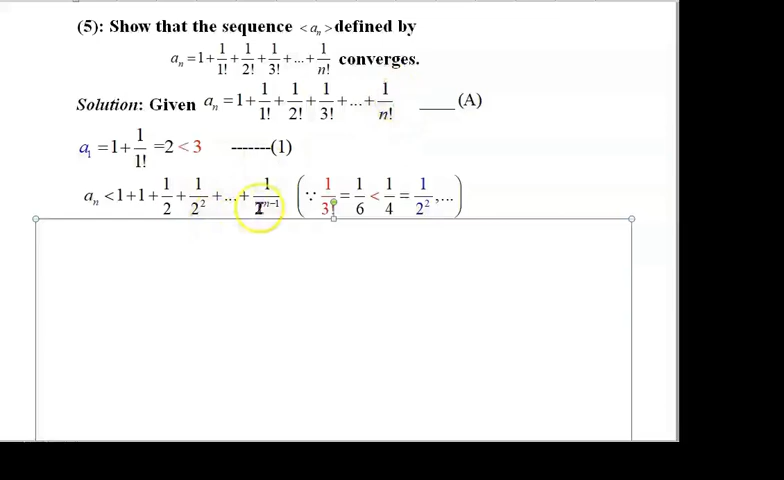 (5): Show that the sequence < aₙ > defined by
aₙ = 1 + 1/1! + 1/2! + 1/3! + ... + 1/n! converges.
Solution: Given aₙ = 1 + 1/1! + 1/2! + 1/3! + ... + 1/n! ____(A)
a₁ = 1 + 1/1! = 2 < 3 -------(1)
aₙ < 1 + 1 + 1/2 + 1/2² + ... + 1/2ⁿ⁻¹ (∵ 1/3! = 1/6 < 1/4 = 1/2² , ...)